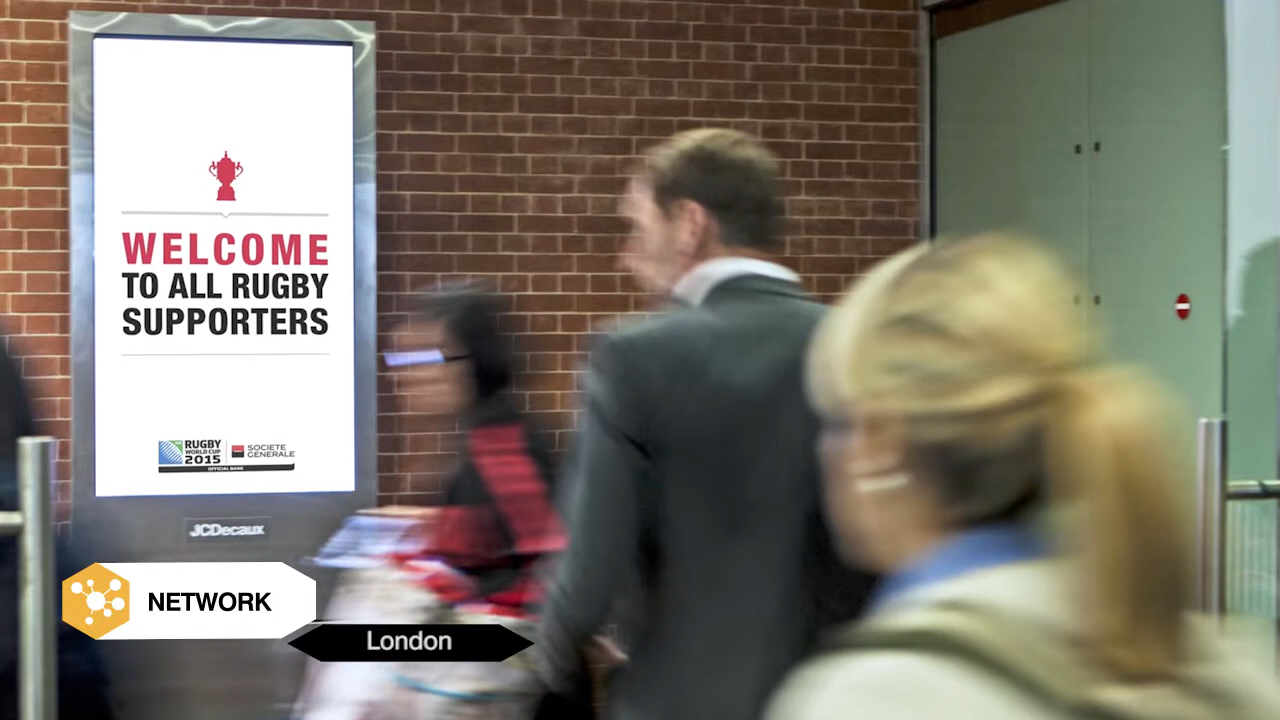 WELCOME
TO ALL RUGBY
SUPPORTERS
RUGBY
WORLD CUP
2015
SOCIETE
GENERALE
OFFICIAL BANK
JCDecaux
NETWORK
London